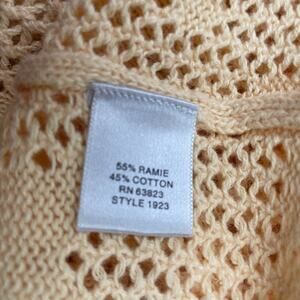 55% RAMIE
45% COTTON
RN 63823
STYLE 1923